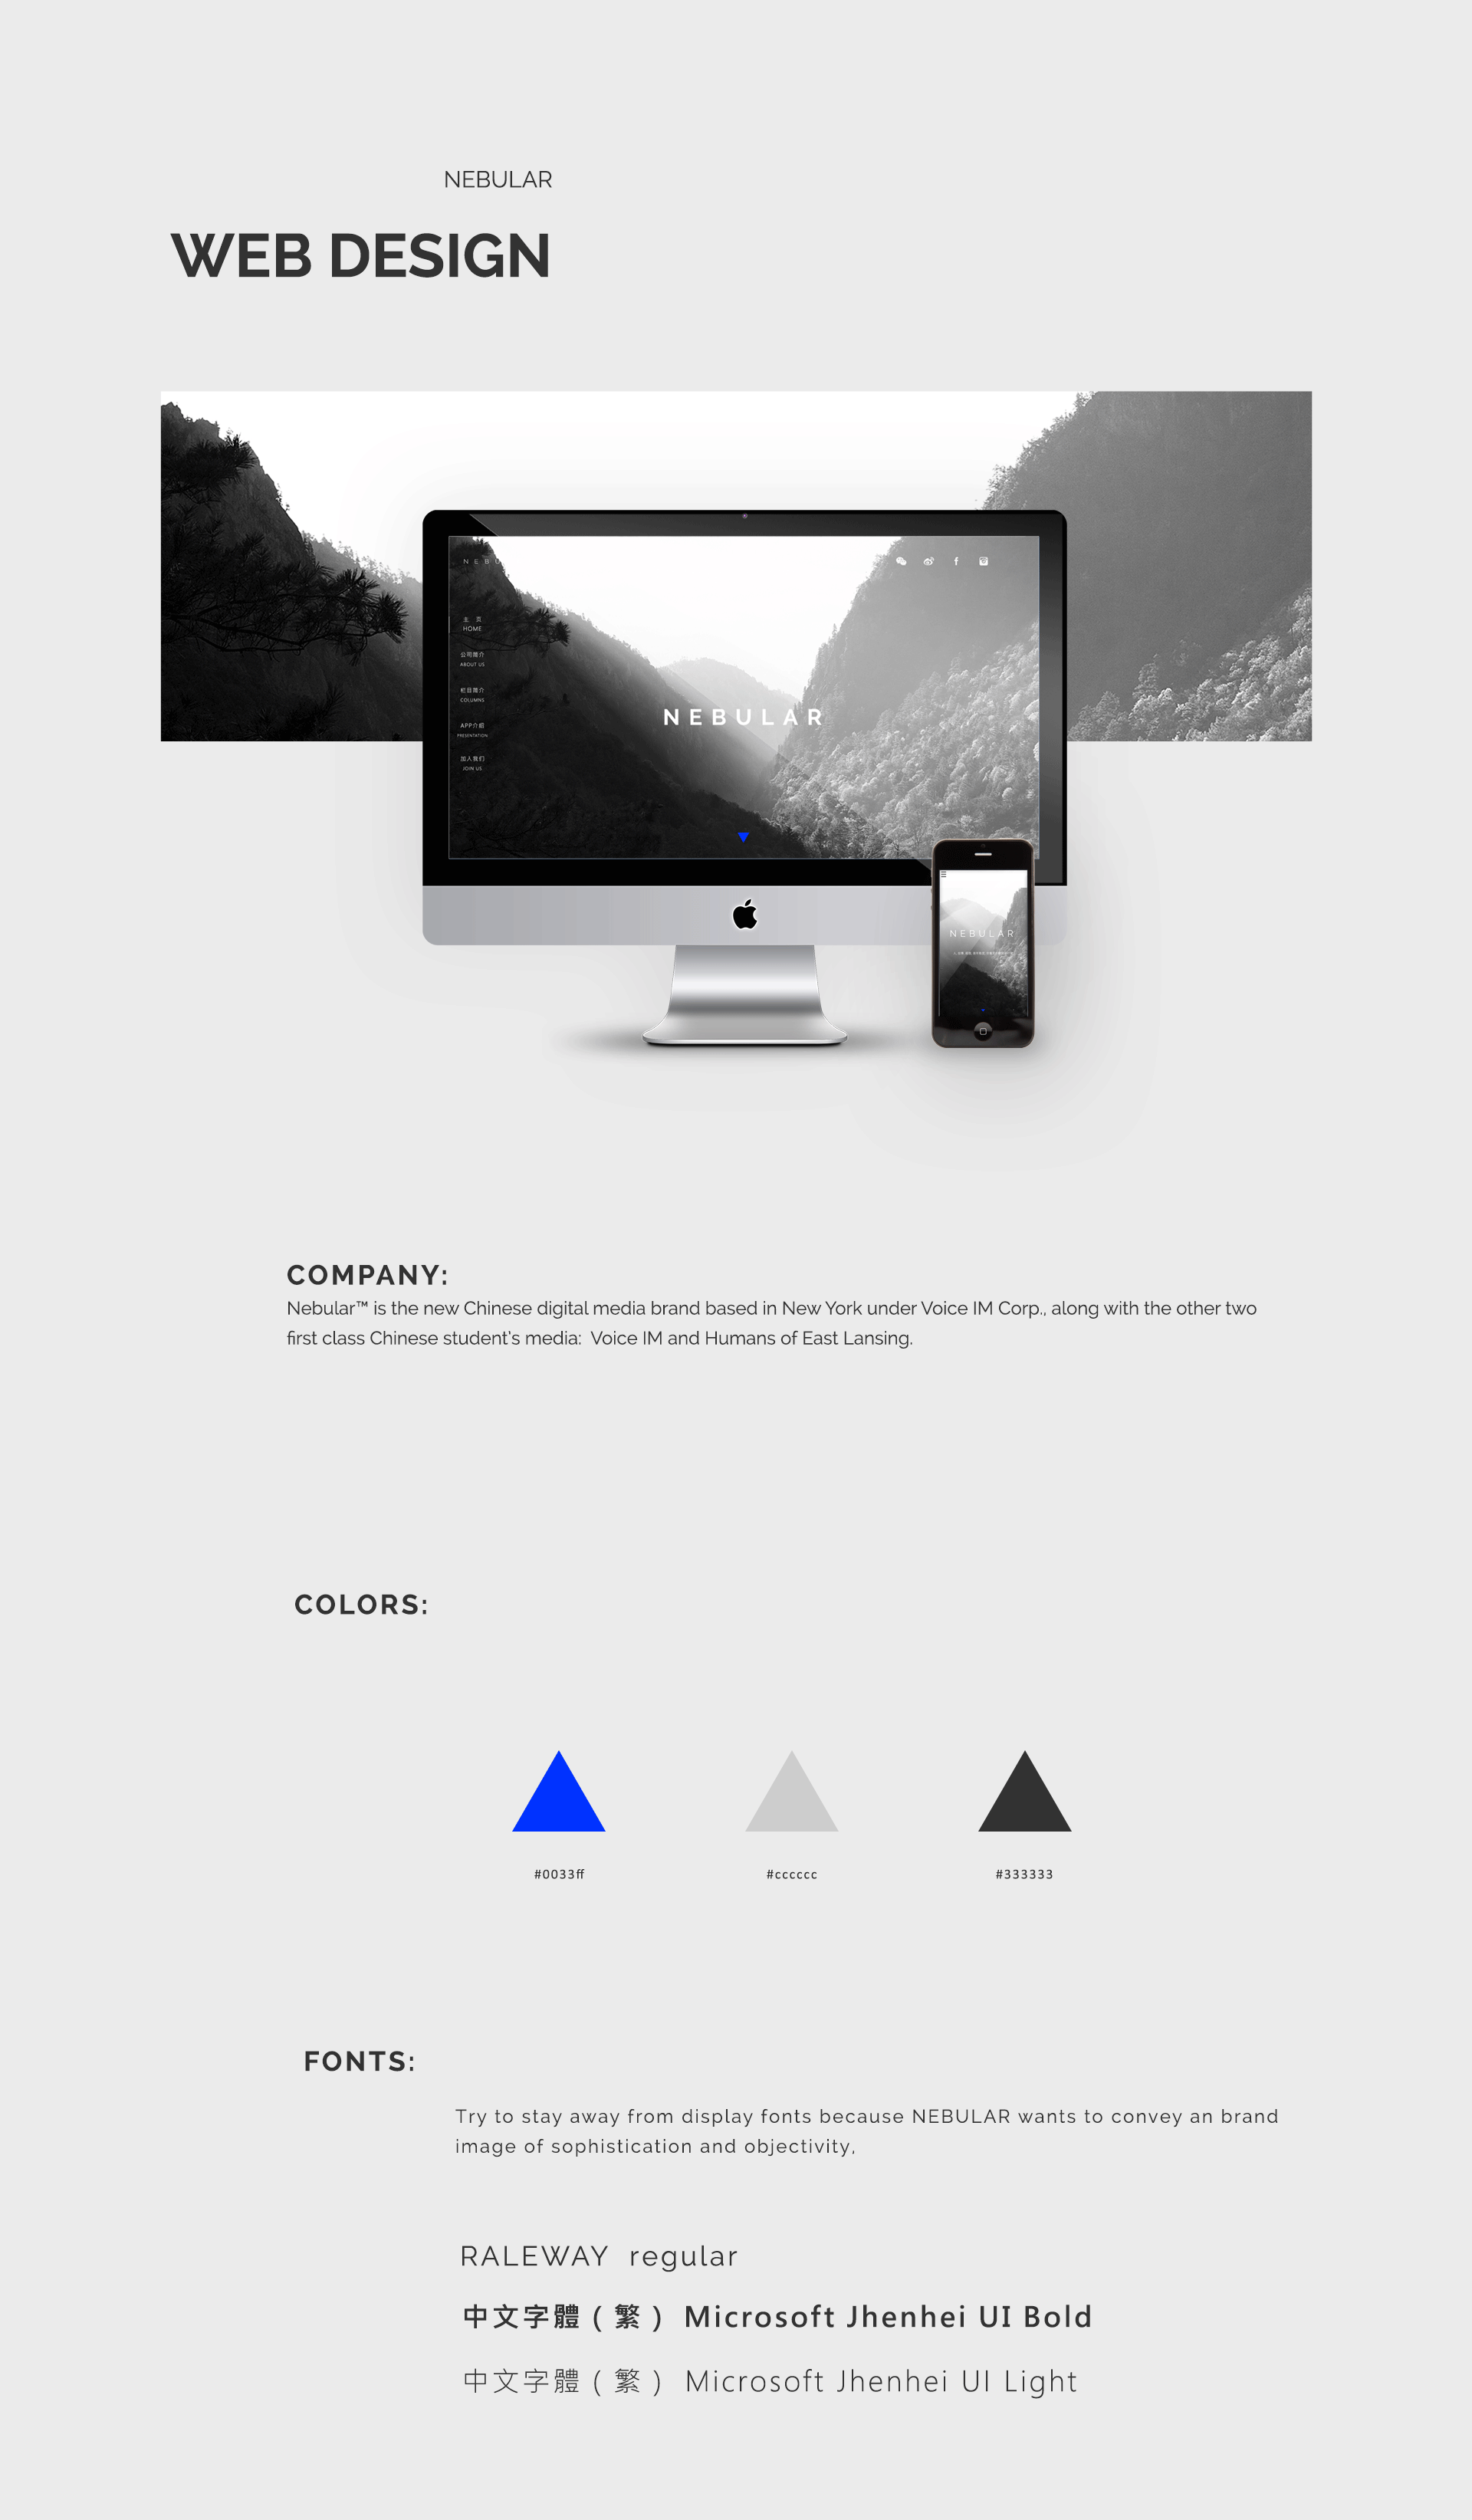 NEBULAR
WEB DESIGN
NEBU
主 页
HOME
公司简介
ABOUT US
栏目简介
COLUMNS
APP介绍
PRESENTATION
加入我们
JOIN US
NEBULAR
NEBULAR
COMPANY:
Nebular™ is the new Chinese digital media brand based in New York under Voice IM Corp., along with the other two
first class Chinese student's media:  Voice IM and Humans of East Lansing.
COLORS:
#0033ff #cccccc #333333
FONTS:
Try to stay away from display fonts because NEBULAR wants to convey an brand
image of sophistication and objectivity,
RALEWAY regular
中文字體 ( 繁 ) Microsoft Jhenhei UI Bold
中文字體 ( 繁 ) Microsoft Jhenhei UI Light